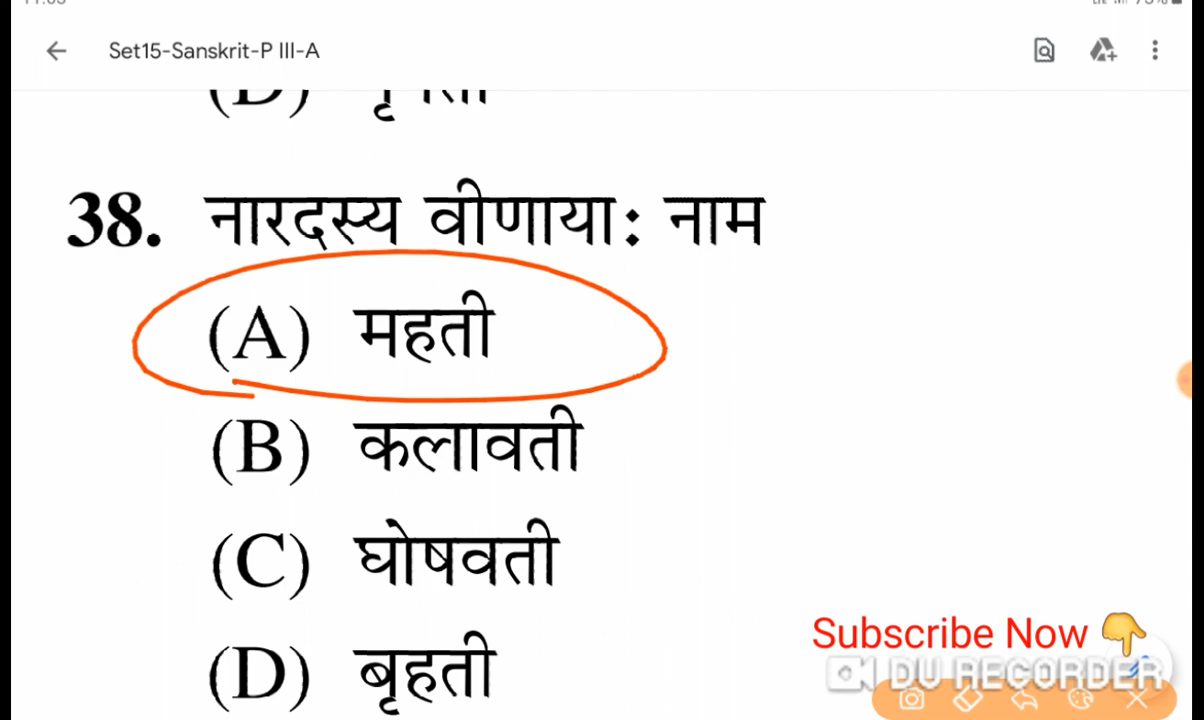 Set15-Sanskrit-P III-A
38. नारदस्य वीणायाः नाम
(A) महती
(B) कलावती
(C) घोषवती
(D) बृहती
Subscribe Now
DU RECORDER